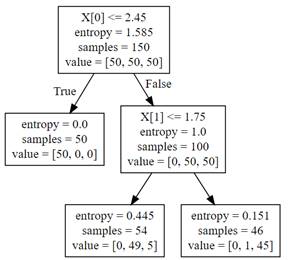 X[0] <= 2.45
entropy = 1.585
samples = 150
value = [50, 50, 50]
True
False
entropy = 0.0
samples = 50
value = [50, 0, 0]
X[1] <= 1.75
entropy = 1.0
samples = 100
value = [0, 50, 50]
entropy = 0.445
samples = 54
value = [0, 49, 5]
entropy = 0.151
samples = 46
value = [0, 1, 45]